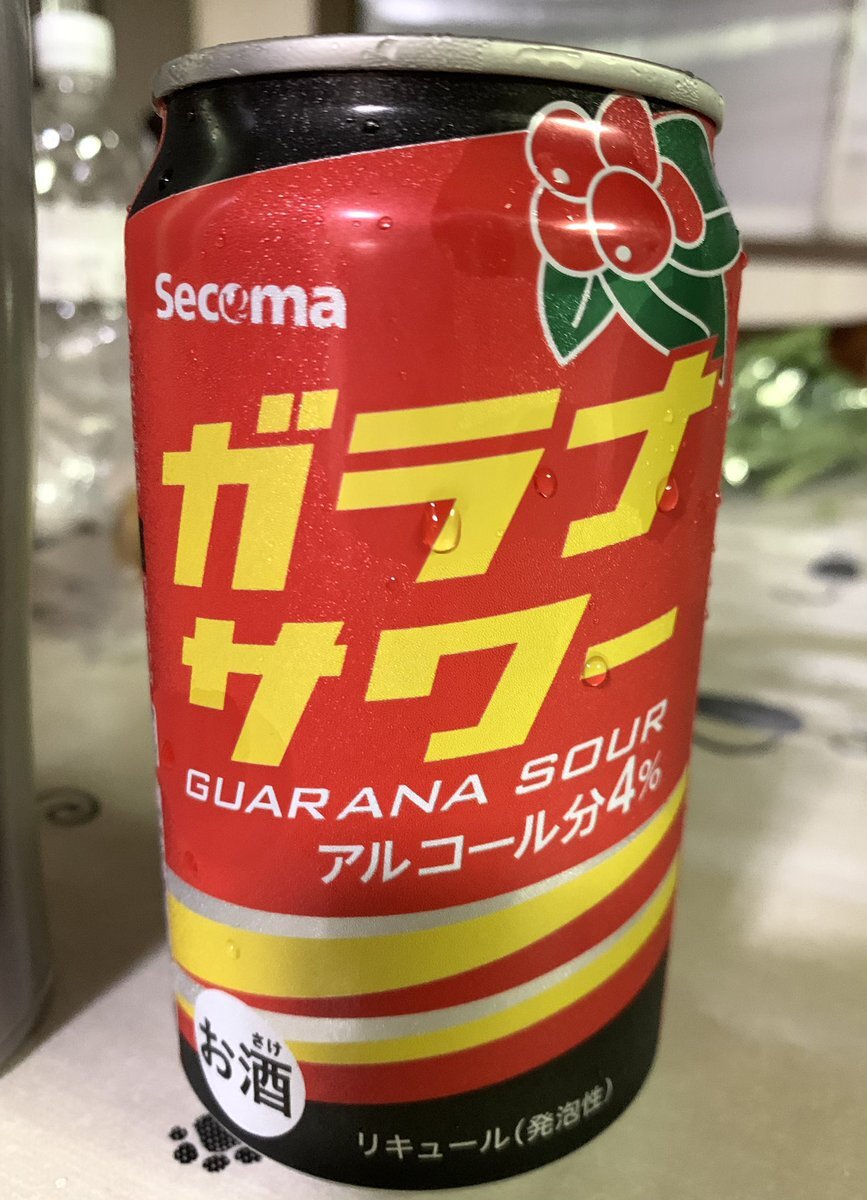 Secoma
ガラナ
サワー
GUARANA SOUR
アルコール分4%
さけ
お酒
リキュール(発泡性)